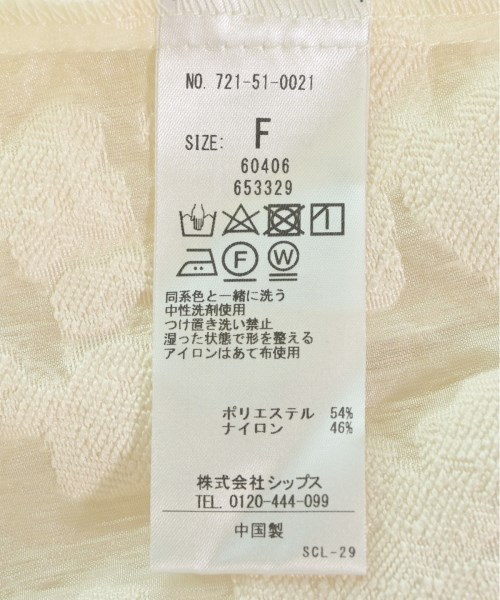 NO. 721-51-0021
SIZE: F
60406
653329
F W
同系色と一緒に洗う
中性洗剤使用
つけ置き洗い禁止
湿った状態で形を整える
アイロンはあて布使用
ポリエステル 54%
ナイロン 46%
株式会社シップス
TEL. 0120-444-099
中国製
SCL-29